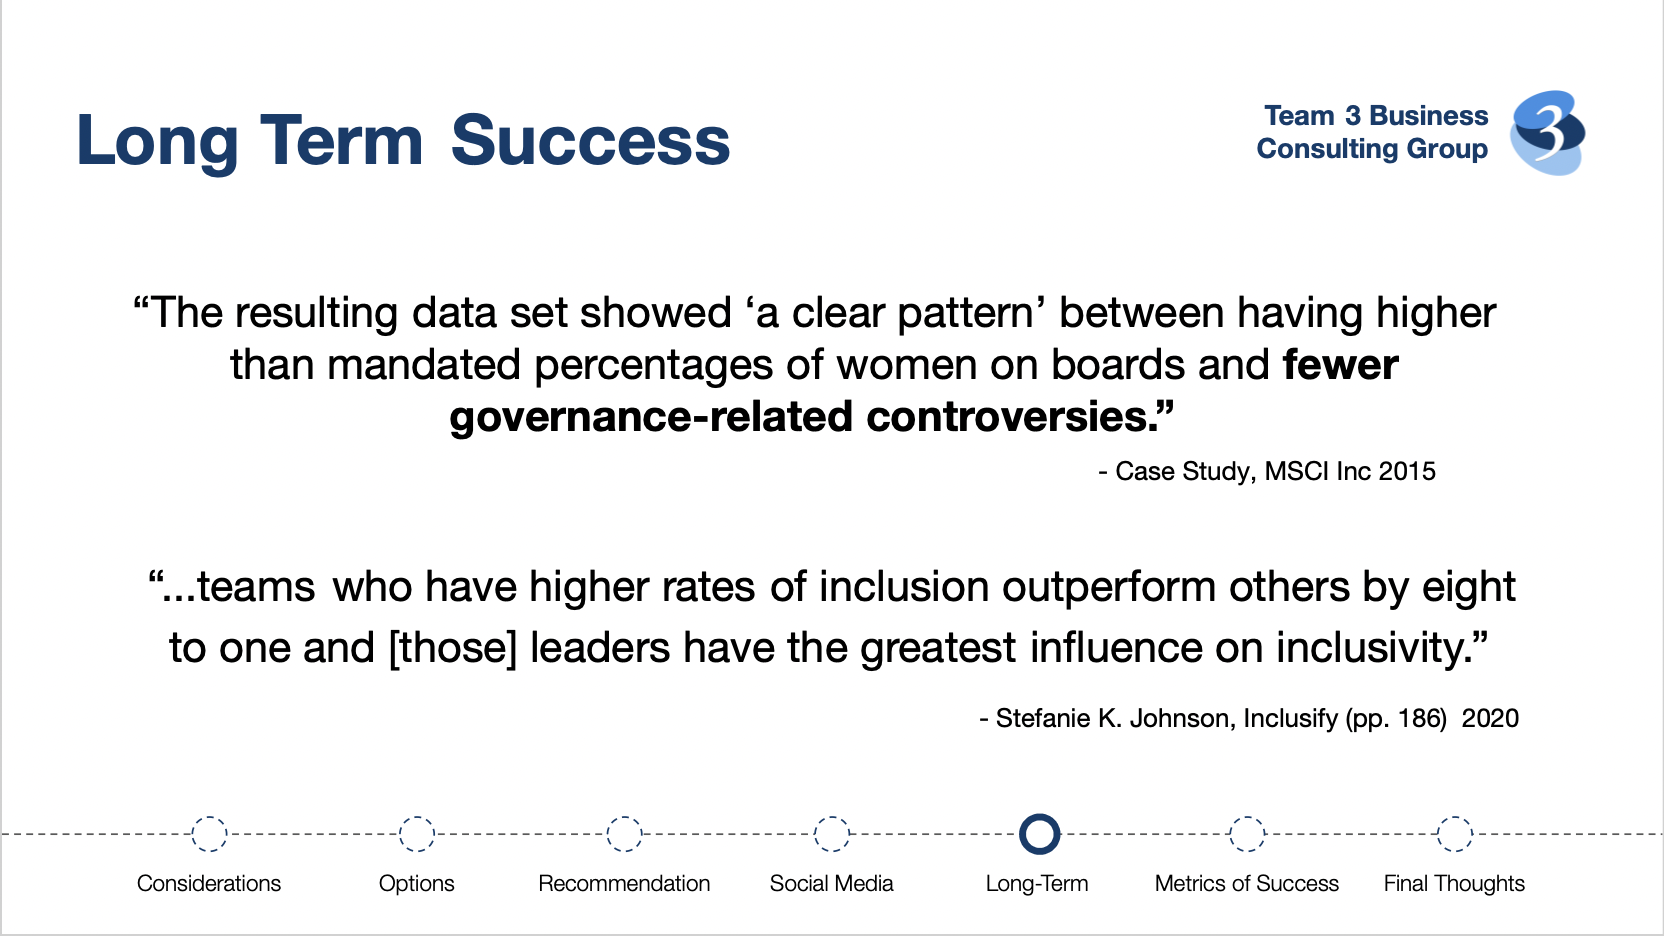 Long Term Success
Team 3 Business
Consulting Group
3
“The resulting data set showed ‘a clear pattern’ between having higher
than mandated percentages of women on boards and fewer
governance-related controversies.”
- Case Study, MSCI Inc 2015
“...teams who have higher rates of inclusion outperform others by eight
to one and [those] leaders have the greatest influence on inclusivity.”
- Stefanie K. Johnson, Inclusify (pp. 186)  2020
Considerations
Options
Recommendation
Social Media
Long-Term
Metrics of Success
Final Thoughts